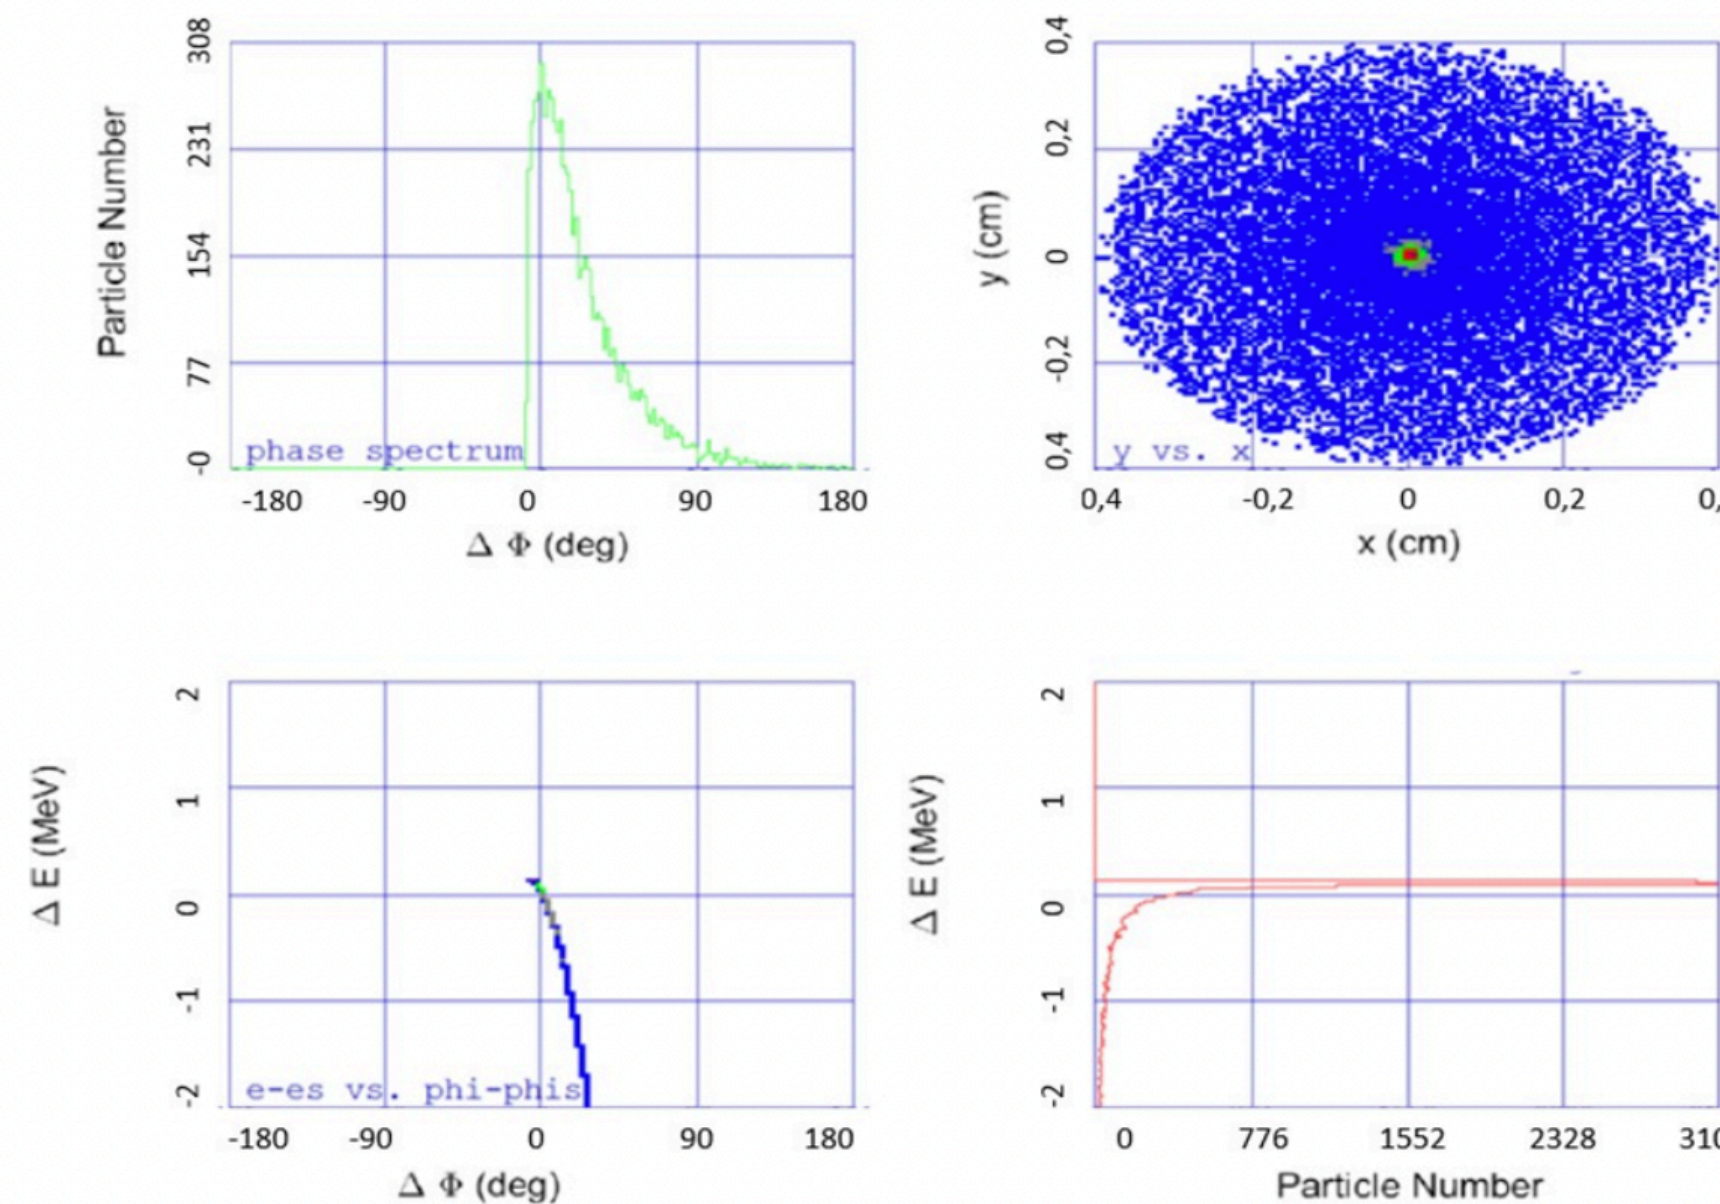 308
231
154
77
-0
Particle Number
phase spectrum
-180 -90 0 90 180
Δ Φ (deg)
0,4
0,2
0
-0,2
0,4
y (cm)
y vs. x
0,4 -0,2 0 0,2 0,
x (cm)
2
1
0
-1
-2
Δ E (MeV)
e-es vs. phi-phis
-180 -90 0 90 180
Δ Φ (deg)
2
1
0
-1
-2
Δ E (MeV)
0 776 1552 2328 310
Particle Number